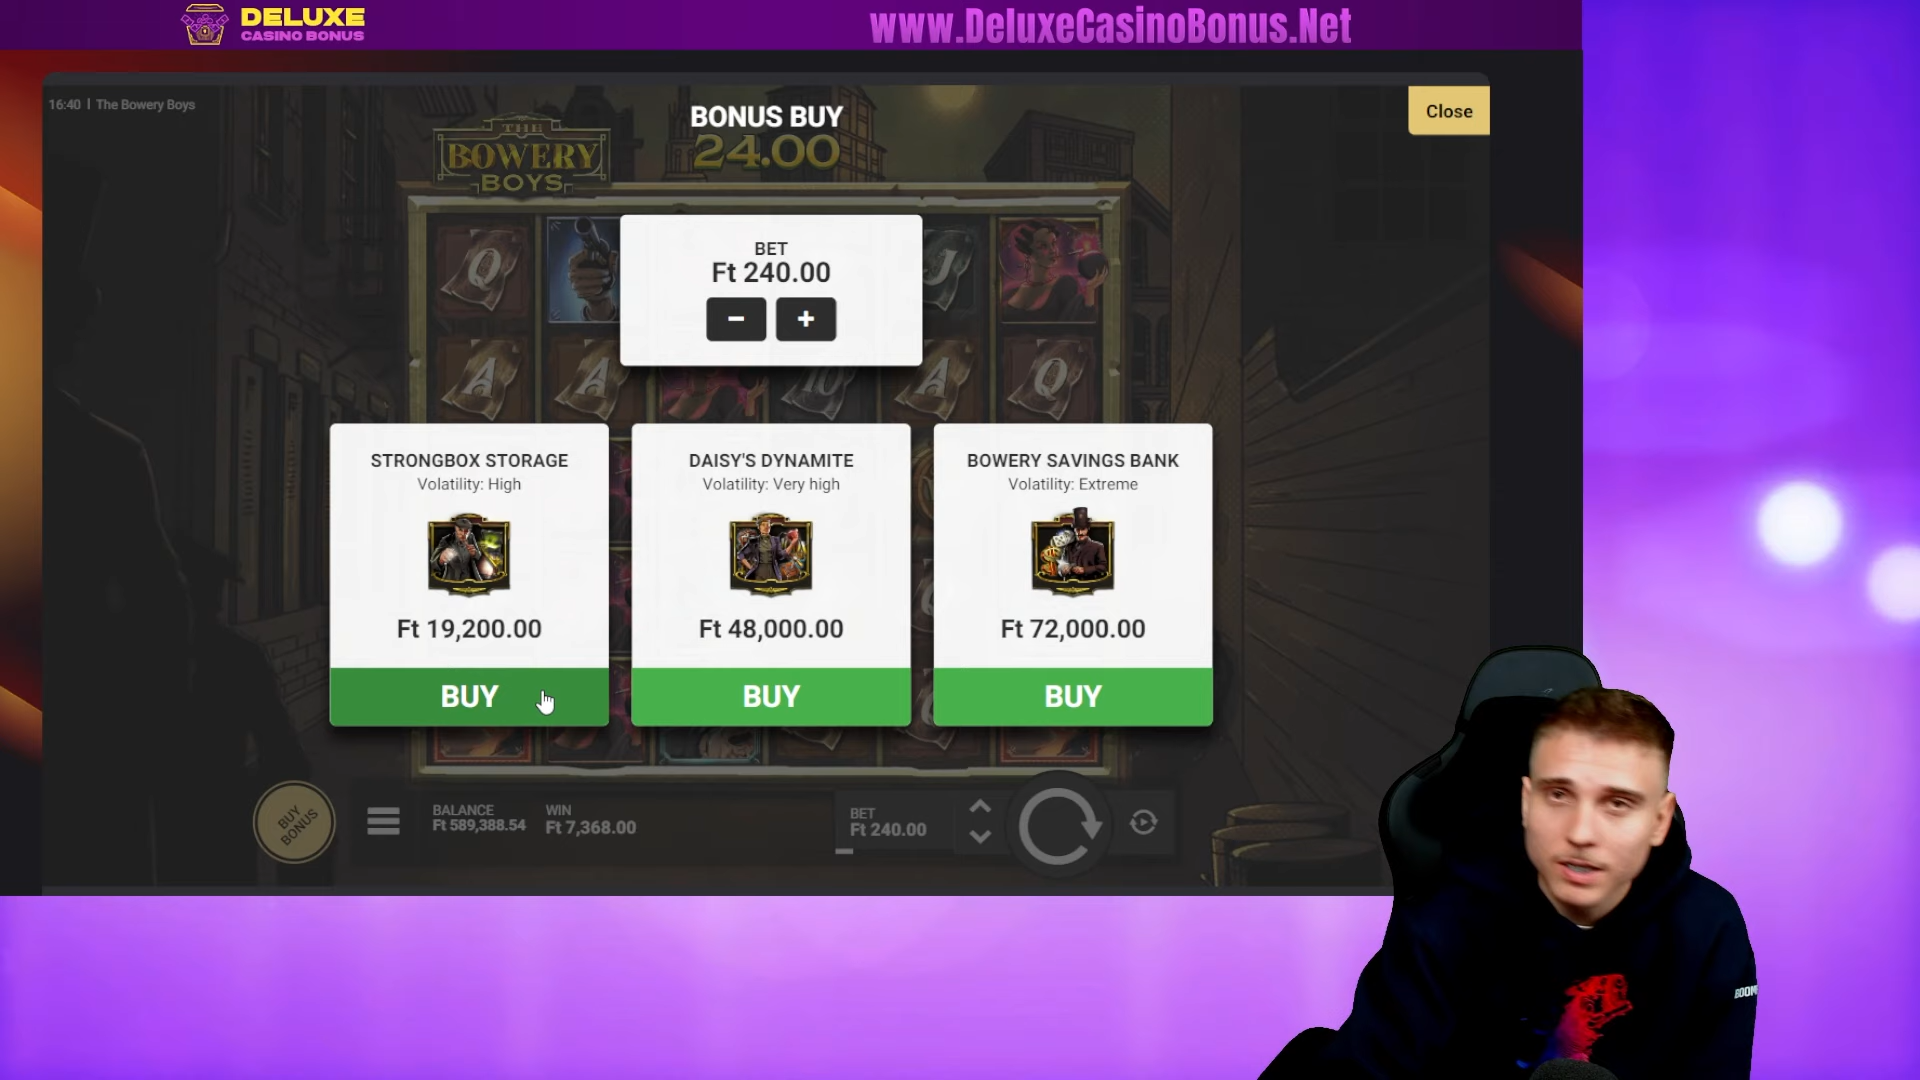 DELUXE
CASINO BONUS
www.DeluxeCasinoBonus.Net
16:40 | The Bowery Boys
Close
BONUS BUY
24.00
THE
BOWERY
BOYS
BET
Ft 240.00
−
+
Q
J
A
A
10
A
Q
STRONGBOX STORAGE
Volatility: High
Ft 19,200.00
BUY
DAISY'S DYNAMITE
Volatility: Very high
Ft 48,000.00
BUY
BOWERY SAVINGS BANK
Volatility: Extreme
Ft 72,000.00
BUY
BUY
BONUS
BALANCE
Ft 589,388.54
WIN
Ft 7,368.00
BET
Ft 240.00